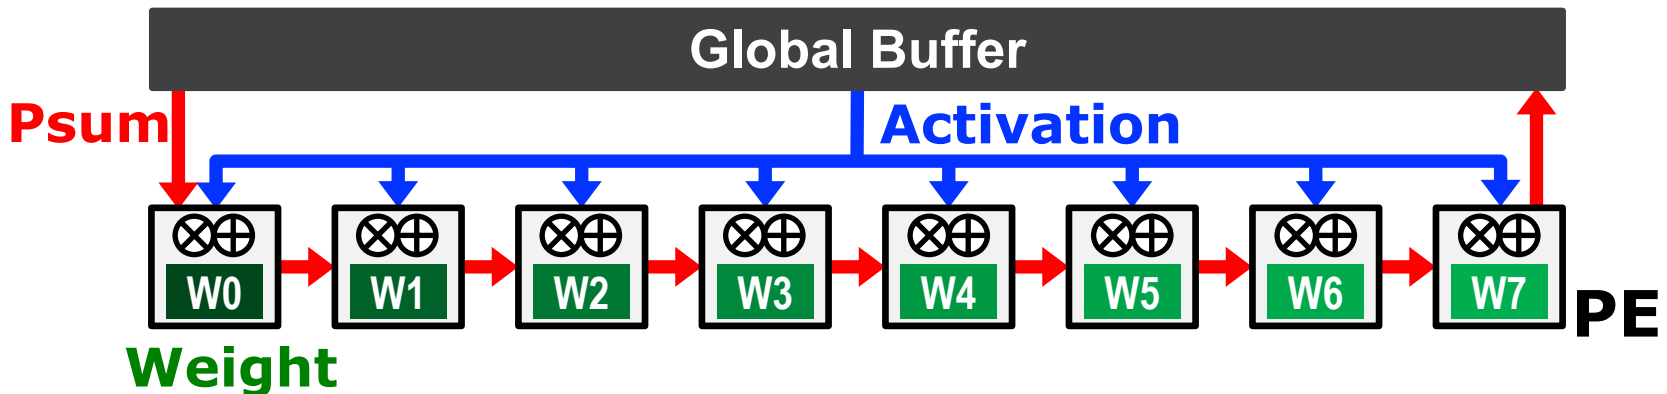 Global Buffer
Psum
Activation
W0 W1 W2 W3 W4 W5 W6 W7
PE
Weight